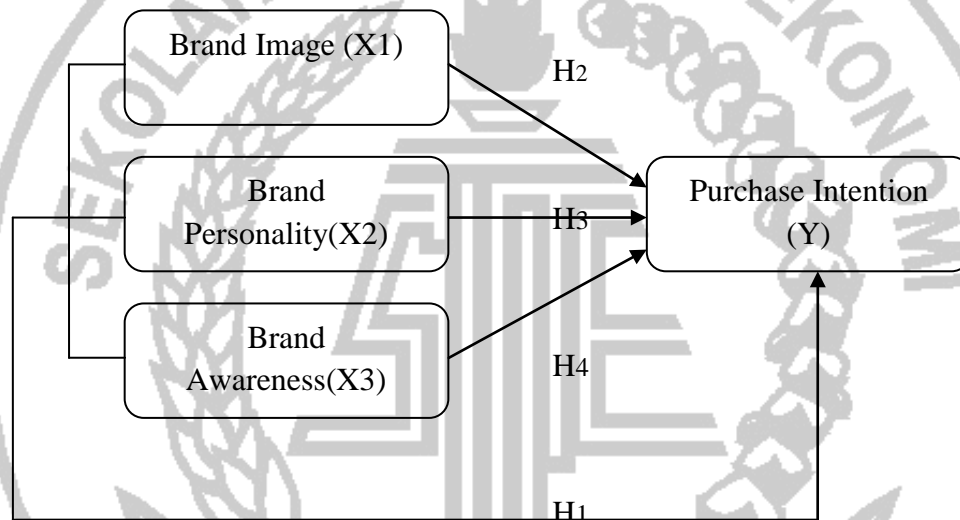 Brand Image (X1)
H2
Brand
Personality(X2)
H3
Purchase Intention
(Y)
Brand
Awareness(X3)
H4
H1